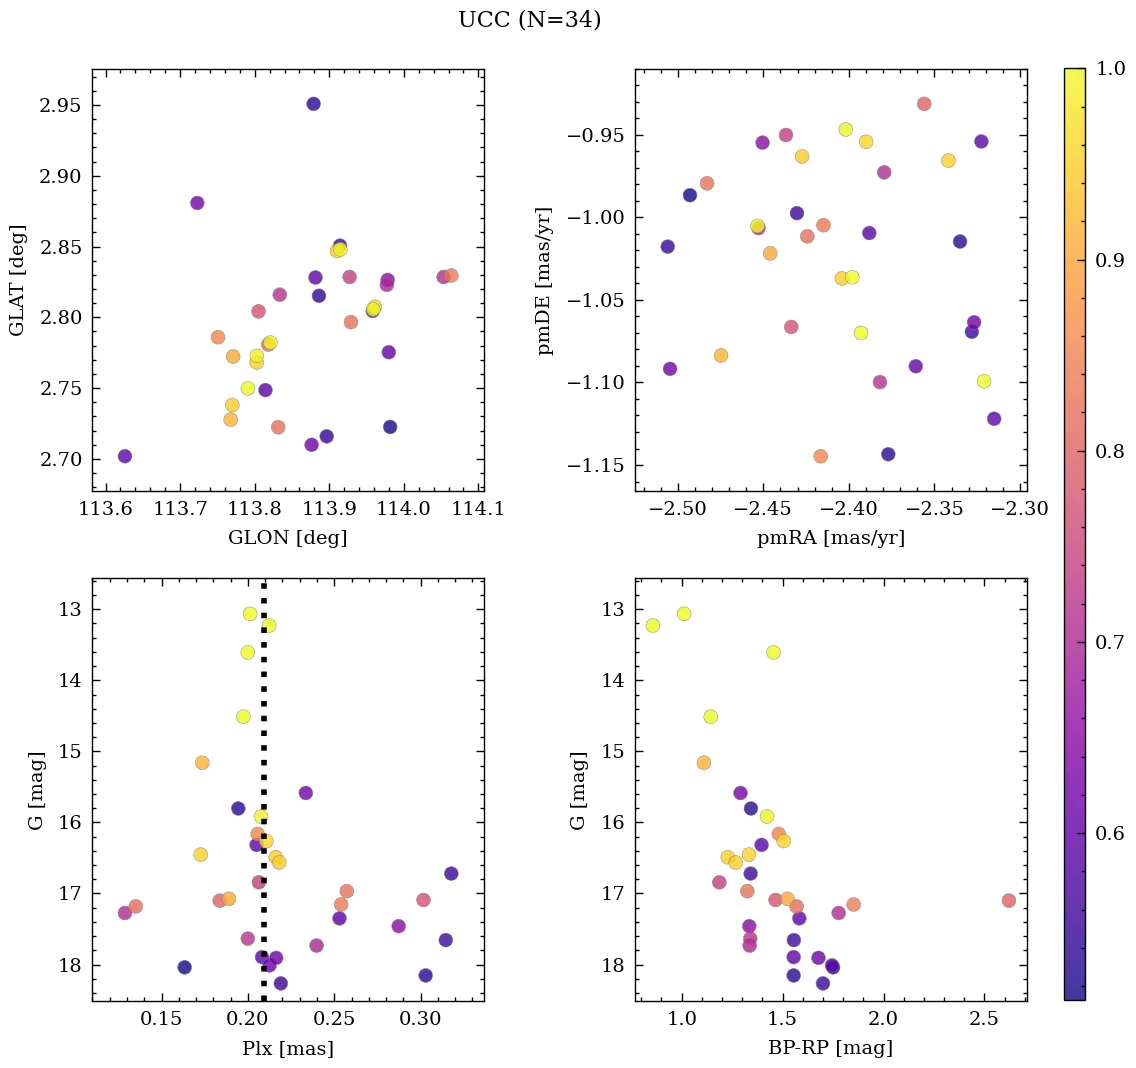 UCC (N=34)
2.95
2.90
2.85
2.80
2.75
2.70
GLAT [deg]
113.6 113.7 113.8 113.9 114.0 114.1
GLON [deg]
−0.95
−1.00
−1.05
−1.10
−1.15
pmDE [mas/yr]
−2.50 −2.45 −2.40 −2.35 −2.30
pmRA [mas/yr]
13
14
15
16
17
18
G [mag]
0.15 0.20 0.25 0.30
Plx [mas]
13
14
15
16
17
18
G [mag]
1.0 1.5 2.0 2.5
BP-RP [mag]
1.0
0.9
0.8
0.7
0.6